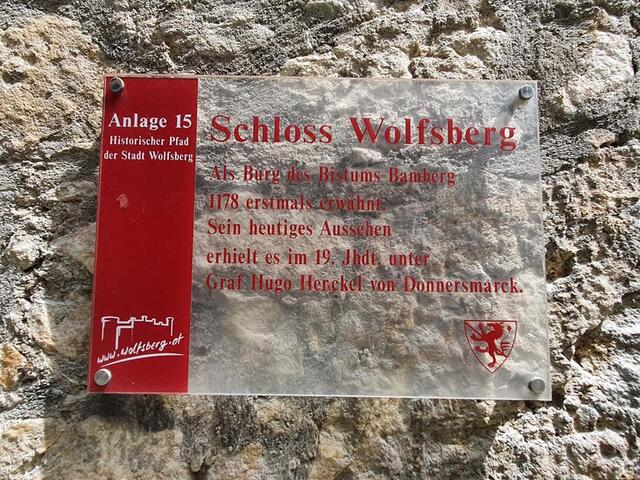 Anlage 15
Historischer Pfad
der Stadt Wolfsberg
Schloss Wolfsberg
Als Burg des Bistums Bamberg
1178 erstmals erwähnt.
Sein heutiges Aussehen
erhielt es im 19. Jhdt. unter
Graf Hugo Henckel von Donnersmarck.
www.wolfsberg.at